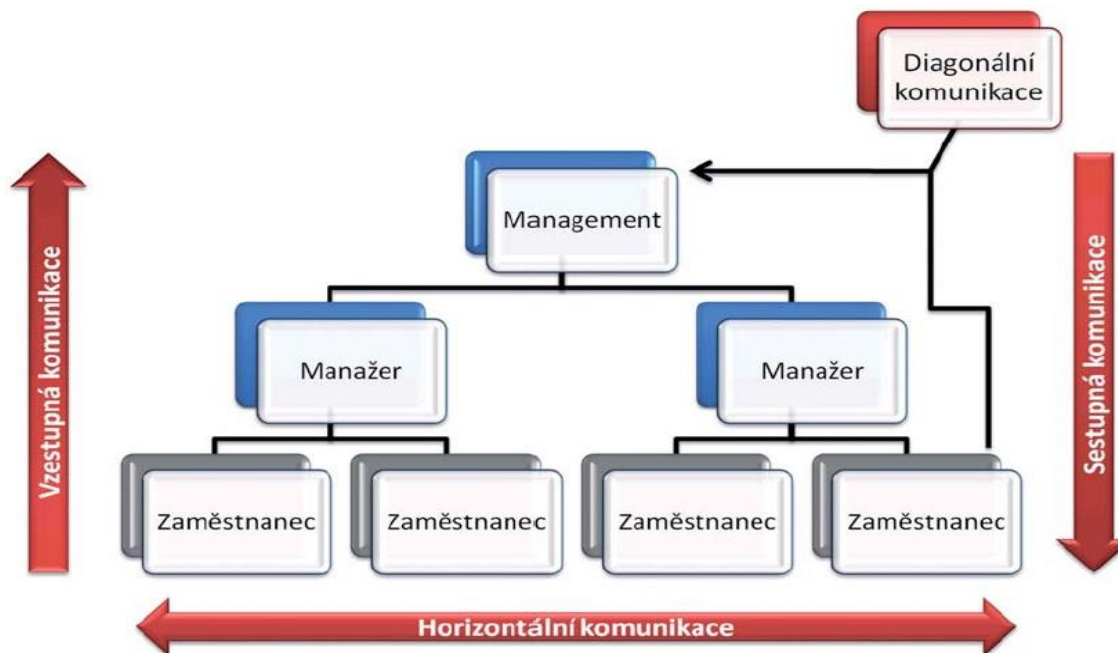 Diagonální
komunikace
Management
Vzestupná komunikace
Sestupná komunikace
Manažer
Manažer
Zaměstnanec
Zaměstnanec
Zaměstnanec
Zaměstnanec
Horizontální komunikace